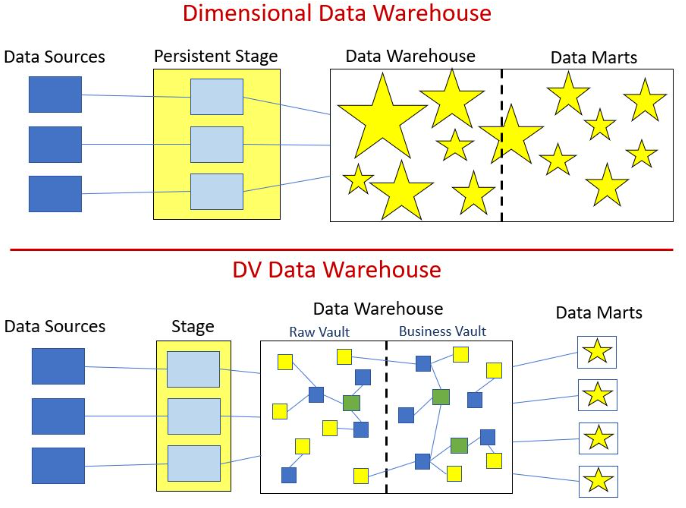 Dimensional Data Warehouse
Data Sources
Persistent Stage
Data Warehouse
Data Marts
DV Data Warehouse
Data Sources
Stage
Data Warehouse
Raw Vault
Business Vault
Data Marts